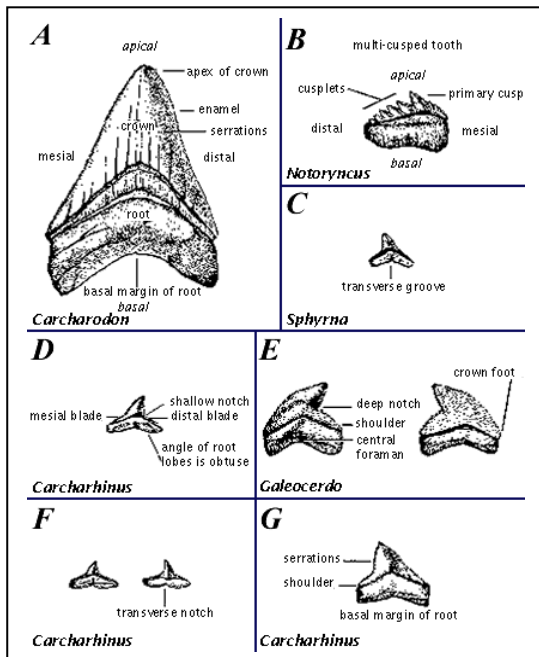 A
apical
apex of crown
enamel
crown
serrations
mesial
distal
root
basal margin of root
basal
Carcharodon
B
multi-cusped tooth
apical
cusplets
primary cusp
distal
mesial
basal
Notoryncus
C
transverse groove
Sphyrna
D
shallow notch
mesial blade
distal blade
angle of root
lobes is obtuse
Carcharhinus
E
crown foot
deep notch
shoulder
central
foraman
Galeocerdo
F
transverse notch
Carcharhinus
G
serrations
shoulder
basal margin of root
Carcharhinus